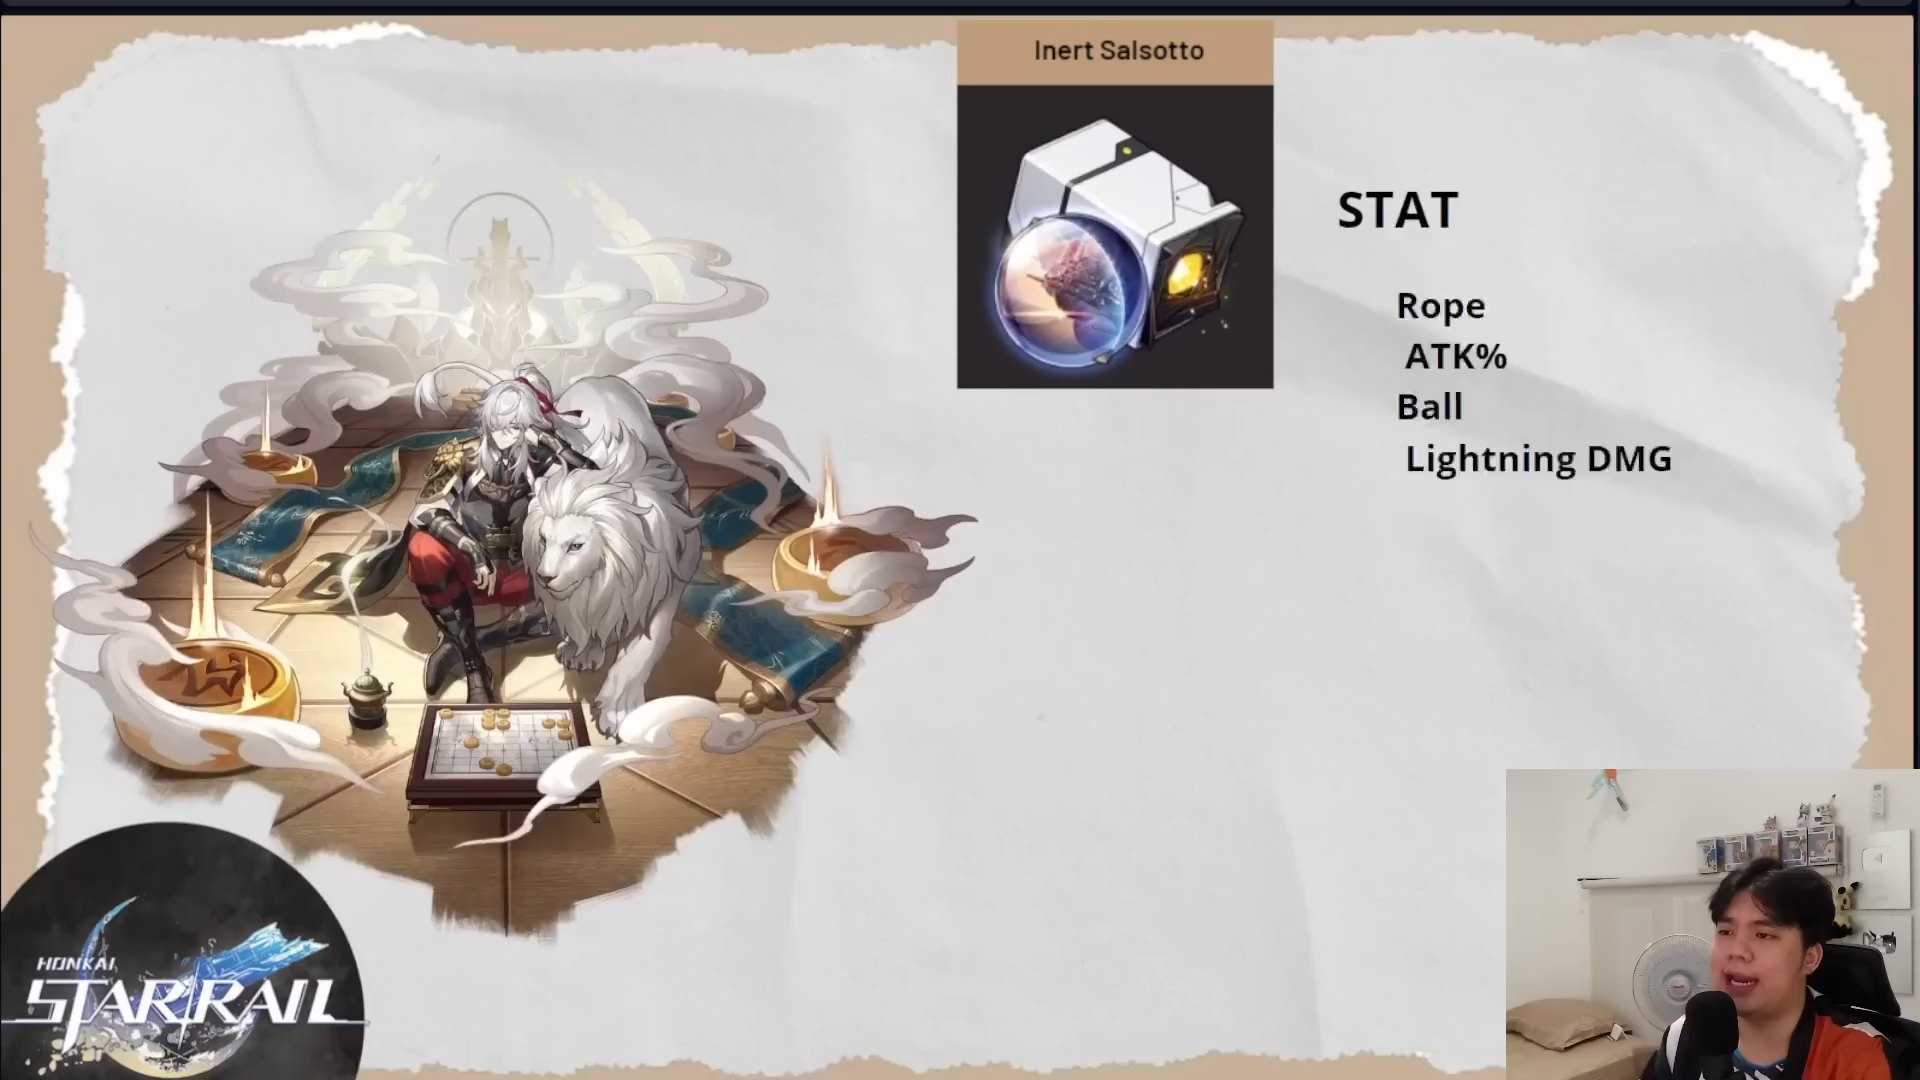 Inert Salsotto
STAT
Rope
ATK%
Ball
Lightning DMG
HONKAI
STAR RAIL